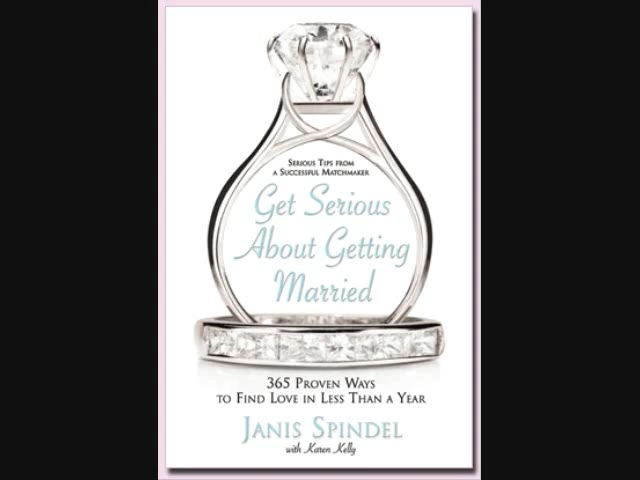 SERIOUS TIPS FROM
A SUCCESSFUL MATCHMAKER
Get Serious
About Getting
Married
365 PROVEN WAYS
TO FIND LOVE IN LESS THAN A YEAR
JANIS SPINDEL
with Karen Kelly